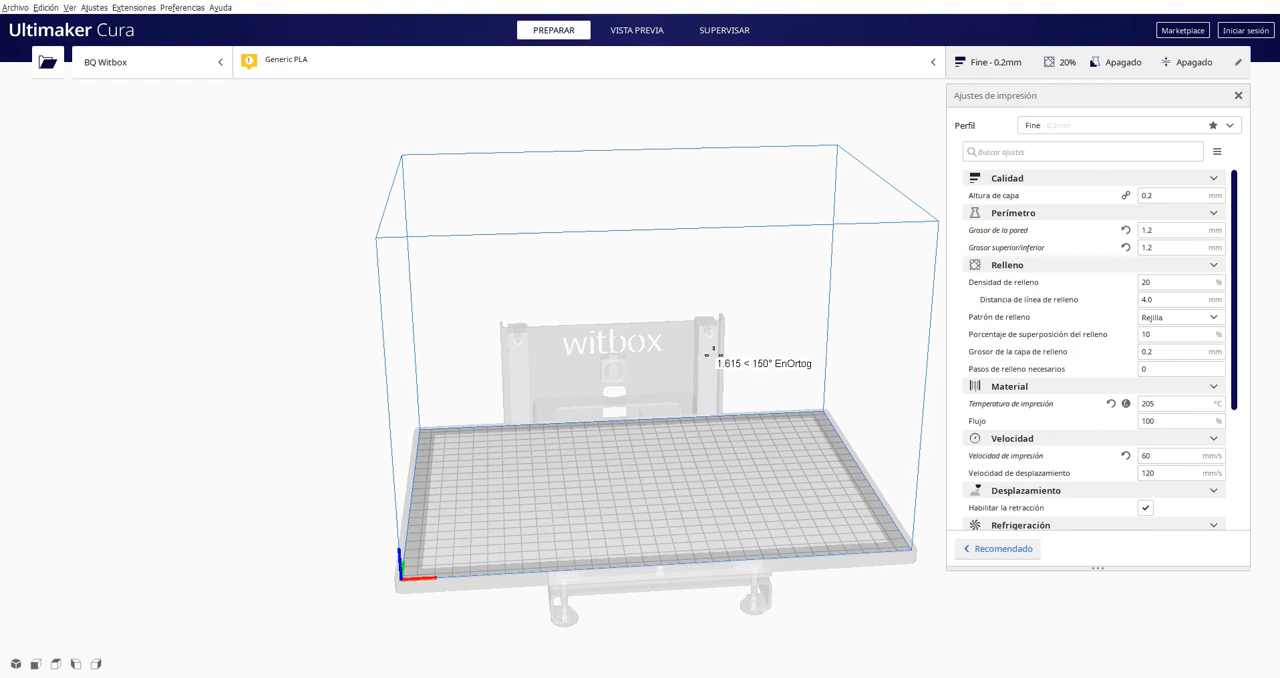 Archivo Edición Ver Ajustes Extensiones Preferencias Ayuda
Ultimaker Cura
PREPARAR
VISTA PREVIA
SUPERVISAR
Marketplace
Iniciar sesión
BQ Witbox
Generic PLA
Fine - 0.2mm
20%
Apagado
Apagado
Ajustes de impresión
Perfil
Fine - 0.2mm
Buscar ajustes
Calidad
Altura de capa 0.2 mm
Perímetro
Grosor de la pared 1.2 mm
Grosor superior/inferior 1.2 mm
Relleno
Densidad de relleno 20 %
Distancia de línea de relleno 4.0 mm
Patrón de relleno Rejilla
Porcentaje de superposición del relleno 10 %
Grosor de la capa de relleno 0.2 mm
Pasos de relleno necesarios 0
Material
Temperatura de impresión 205 °C
Flujo 100 %
Velocidad
Velocidad de impresión 60 mm/s
Velocidad de desplazamiento 120 mm/s
Desplazamiento
Habilitar la retracción
Refrigeración
Recomendado
witbox
1.615 < 150° EnOrtog